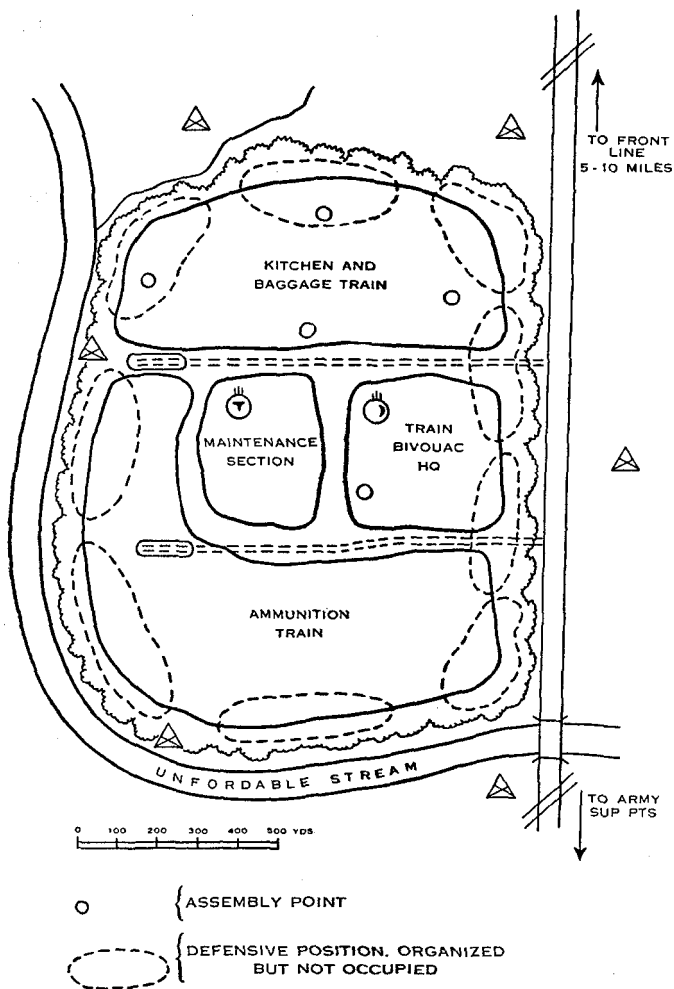 TO FRONT
LINE
5-10 MILES
KITCHEN AND
BAGGAGE TRAIN
MAINTENANCE
SECTION
TRAIN
BIVOUAC
HQ
AMMUNITION
TRAIN
UNFORDABLE STREAM
TO ARMY
SUP PTS
0 100 200 300 400 500 YDS.
ASSEMBLY POINT
DEFENSIVE POSITION, ORGANIZED
BUT NOT OCCUPIED